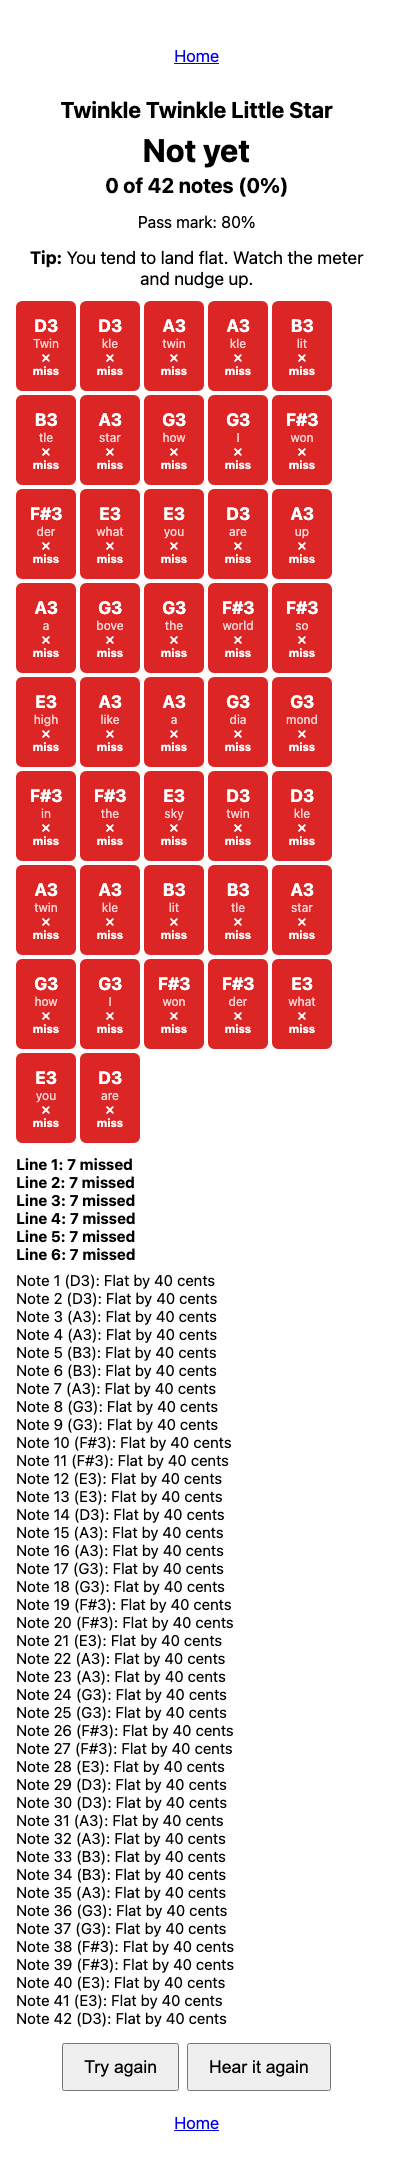 Home
Twinkle Twinkle Little Star
Not yet
0 of 42 notes (0%)
Pass mark: 80%
Tip: You tend to land flat. Watch the meter
and nudge up.
D3 D3 A3 A3 B3
Twin kle twin kle lit
× × × × ×
miss miss miss miss miss
B3 A3 G3 G3 F#3
tle star how I won
× × × × ×
miss miss miss miss miss
F#3 E3 E3 D3 A3
der what you are up
× × × × ×
miss miss miss miss miss
A3 G3 G3 F#3 F#3
a bove the world so
× × × × ×
miss miss miss miss miss
E3 A3 A3 G3 G3
high like a dia mond
× × × × ×
miss miss miss miss miss
F#3 F#3 E3 D3 D3
in the sky twin kle
× × × × ×
miss miss miss miss miss
A3 A3 B3 B3 A3
twin kle lit tle star
× × × × ×
miss miss miss miss miss
G3 G3 F#3 F#3 E3
how I won der what
× × × × ×
miss miss miss miss miss
E3 D3
you are
× ×
miss miss
Line 1: 7 missed
Line 2: 7 missed
Line 3: 7 missed
Line 4: 7 missed
Line 5: 7 missed
Line 6: 7 missed
Note 1 (D3): Flat by 40 cents
Note 2 (D3): Flat by 40 cents
Note 3 (A3): Flat by 40 cents
Note 4 (A3): Flat by 40 cents
Note 5 (B3): Flat by 40 cents
Note 6 (B3): Flat by 40 cents
Note 7 (A3): Flat by 40 cents
Note 8 (G3): Flat by 40 cents
Note 9 (G3): Flat by 40 cents
Note 10 (F#3): Flat by 40 cents
Note 11 (F#3): Flat by 40 cents
Note 12 (E3): Flat by 40 cents
Note 13 (E3): Flat by 40 cents
Note 14 (D3): Flat by 40 cents
Note 15 (A3): Flat by 40 cents
Note 16 (A3): Flat by 40 cents
Note 17 (G3): Flat by 40 cents
Note 18 (G3): Flat by 40 cents
Note 19 (F#3): Flat by 40 cents
Note 20 (F#3): Flat by 40 cents
Note 21 (E3): Flat by 40 cents
Note 22 (A3): Flat by 40 cents
Note 23 (A3): Flat by 40 cents
Note 24 (G3): Flat by 40 cents
Note 25 (G3): Flat by 40 cents
Note 26 (F#3): Flat by 40 cents
Note 27 (F#3): Flat by 40 cents
Note 28 (E3): Flat by 40 cents
Note 29 (D3): Flat by 40 cents
Note 30 (D3): Flat by 40 cents
Note 31 (A3): Flat by 40 cents
Note 32 (A3): Flat by 40 cents
Note 33 (B3): Flat by 40 cents
Note 34 (B3): Flat by 40 cents
Note 35 (A3): Flat by 40 cents
Note 36 (G3): Flat by 40 cents
Note 37 (G3): Flat by 40 cents
Note 38 (F#3): Flat by 40 cents
Note 39 (F#3): Flat by 40 cents
Note 40 (E3): Flat by 40 cents
Note 41 (E3): Flat by 40 cents
Note 42 (D3): Flat by 40 cents
Try again Hear it again
Home